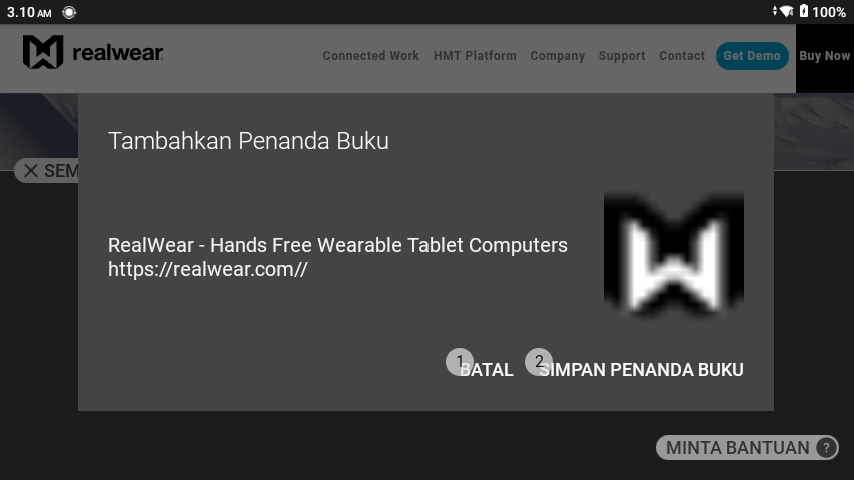 3.10 AM
100%
realwear
Connected Work HMT Platform Company Support Contact Get Demo Buy Now
Tambahkan Penanda Buku
SEM
RealWear - Hands Free Wearable Tablet Computers
https://realwear.com//
1 BATAL 2 SIMPAN PENANDA BUKU
MINTA BANTUAN ?